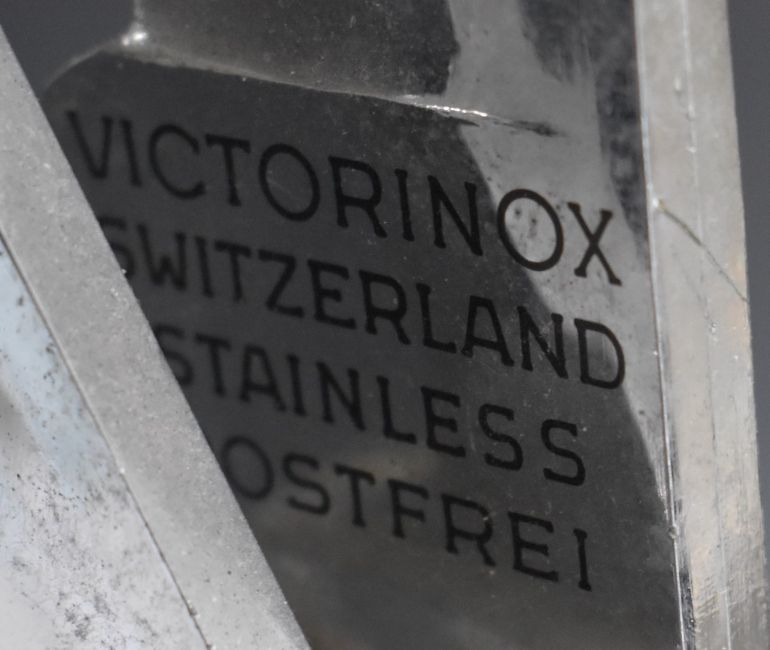 VICTORINOX
SWITZERLAND
STAINLESS
OSTFREI